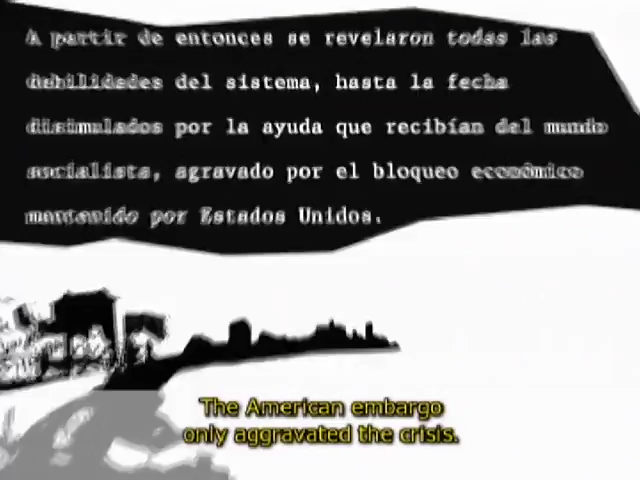 A partir de entonces se revelaron todas las
debilidades del sistema, hasta la fecha
disimulados por la ayuda que recibían del mundo
socialista, agravado por el bloqueo económico
mantenido por Estados Unidos.
The American embargo
only aggravated the crisis.